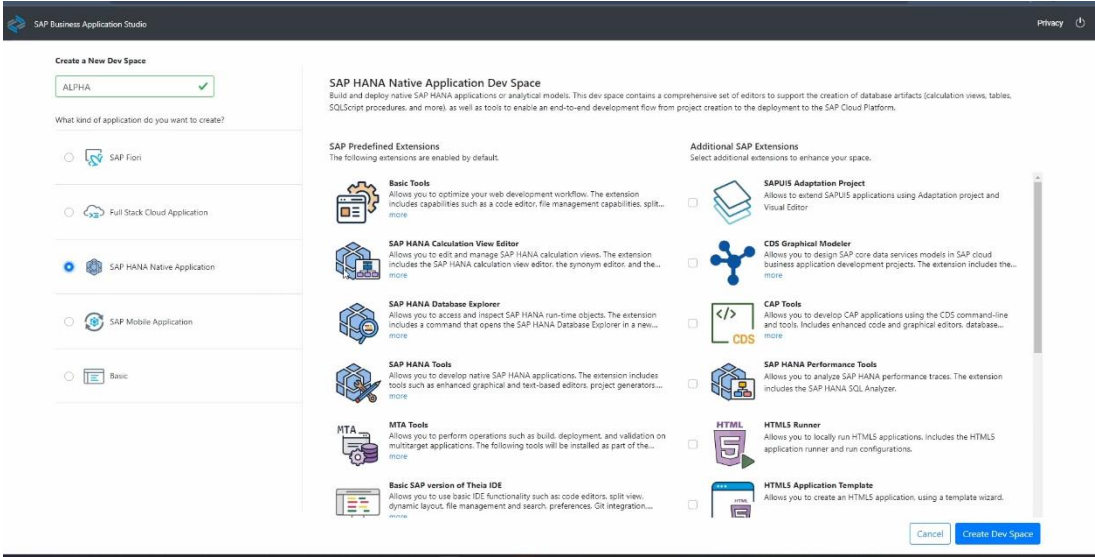 SAP Business Application Studio
Privacy
Create a New Dev Space
ALPHA
What kind of application do you want to create?
SAP Fiori
Full Stack Cloud Application
SAP HANA Native Application
SAP Mobile Application
Basic
SAP HANA Native Application Dev Space
Build and deploy native SAP HANA applications or analytical models. This dev space contains a comprehensive set of editors to support the creation of database artifacts (calculation views, tables,
SQLScript procedures, and more), as well as tools to enable an end-to-end development flow from project creation to the deployment to the SAP Cloud Platform.
SAP Predefined Extensions
The following extensions are enabled by default.
Basic Tools
Allows you to optimize your web development workflow. The extension
includes capabilities such as a code editor, file management capabilities, split...
more
SAP HANA Calculation View Editor
Allows you to edit and manage SAP HANA calculation views. The extension
includes the SAP HANA calculation view editor, the synonym editor, and the...
more
SAP HANA Database Explorer
Allows you to access and inspect SAP HANA run-time objects. The extension
includes a command that opens the SAP HANA Database Explorer in a new...
more
SAP HANA Tools
Allows you to develop native SAP HANA applications. The extension includes
tools such as enhanced graphical and text-based editors, project generators....
more
MTA
MTA Tools
Allows you to perform operations such as build, deployment, and validation on
multitarget applications. The following tools will be installed as part of the...
more
Basic SAP version of Theia IDE
Allows you to use basic IDE functionality such as: code editors, split view,
dynamic layout, file management and search, preferences, Git integration....
more
Additional SAP Extensions
Select additional extensions to enhance your space.
SAPUI5 Adaptation Project
Allows to extend SAPUI5 applications using Adaptation project and
Visual Editor
CDS Graphical Modeler
Allows you to design SAP core data services models in SAP cloud
business application development projects. The extension includes the...
more
</>
CDS
CAP Tools
Allows you to develop CAP applications using the CDS command-line
and tools. Includes enhanced code and graphical editors, database...
more
SAP HANA Performance Tools
Allows you to analyze SAP HANA performance traces. The extension
includes the SAP HANA SQL Analyzer.
HTML
5
HTML5 Runner
Allows you to locally run HTML5 applications. Includes the HTML5
application runner and run configurations.
HTML
HTML5 Application Template
Allows you to create an HTML5 application, using a template wizard.
Cancel
Create Dev Space